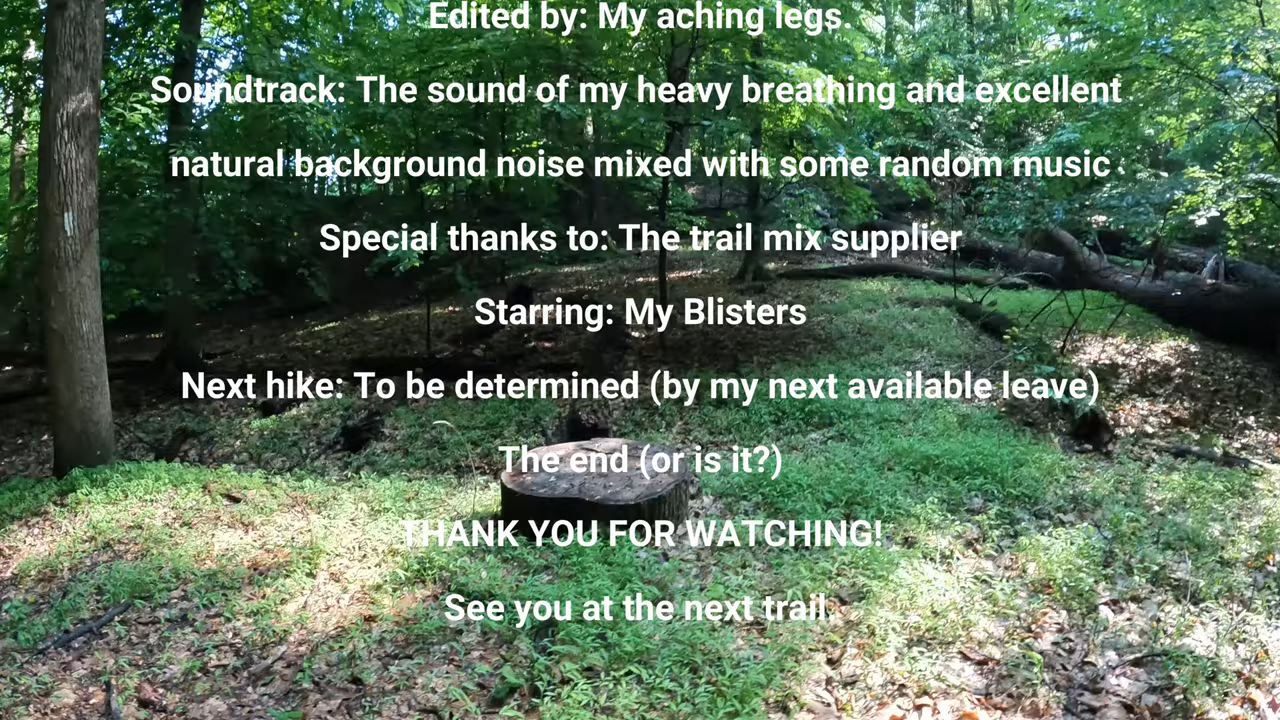 Edited by: My aching legs.
Soundtrack: The sound of my heavy breathing and excellent
natural background noise mixed with some random music
Special thanks to: The trail mix supplier
Starring: My Blisters
Next hike: To be determined (by my next available leave)
The end (or is it?)
THANK YOU FOR WATCHING!
See you at the next trail.